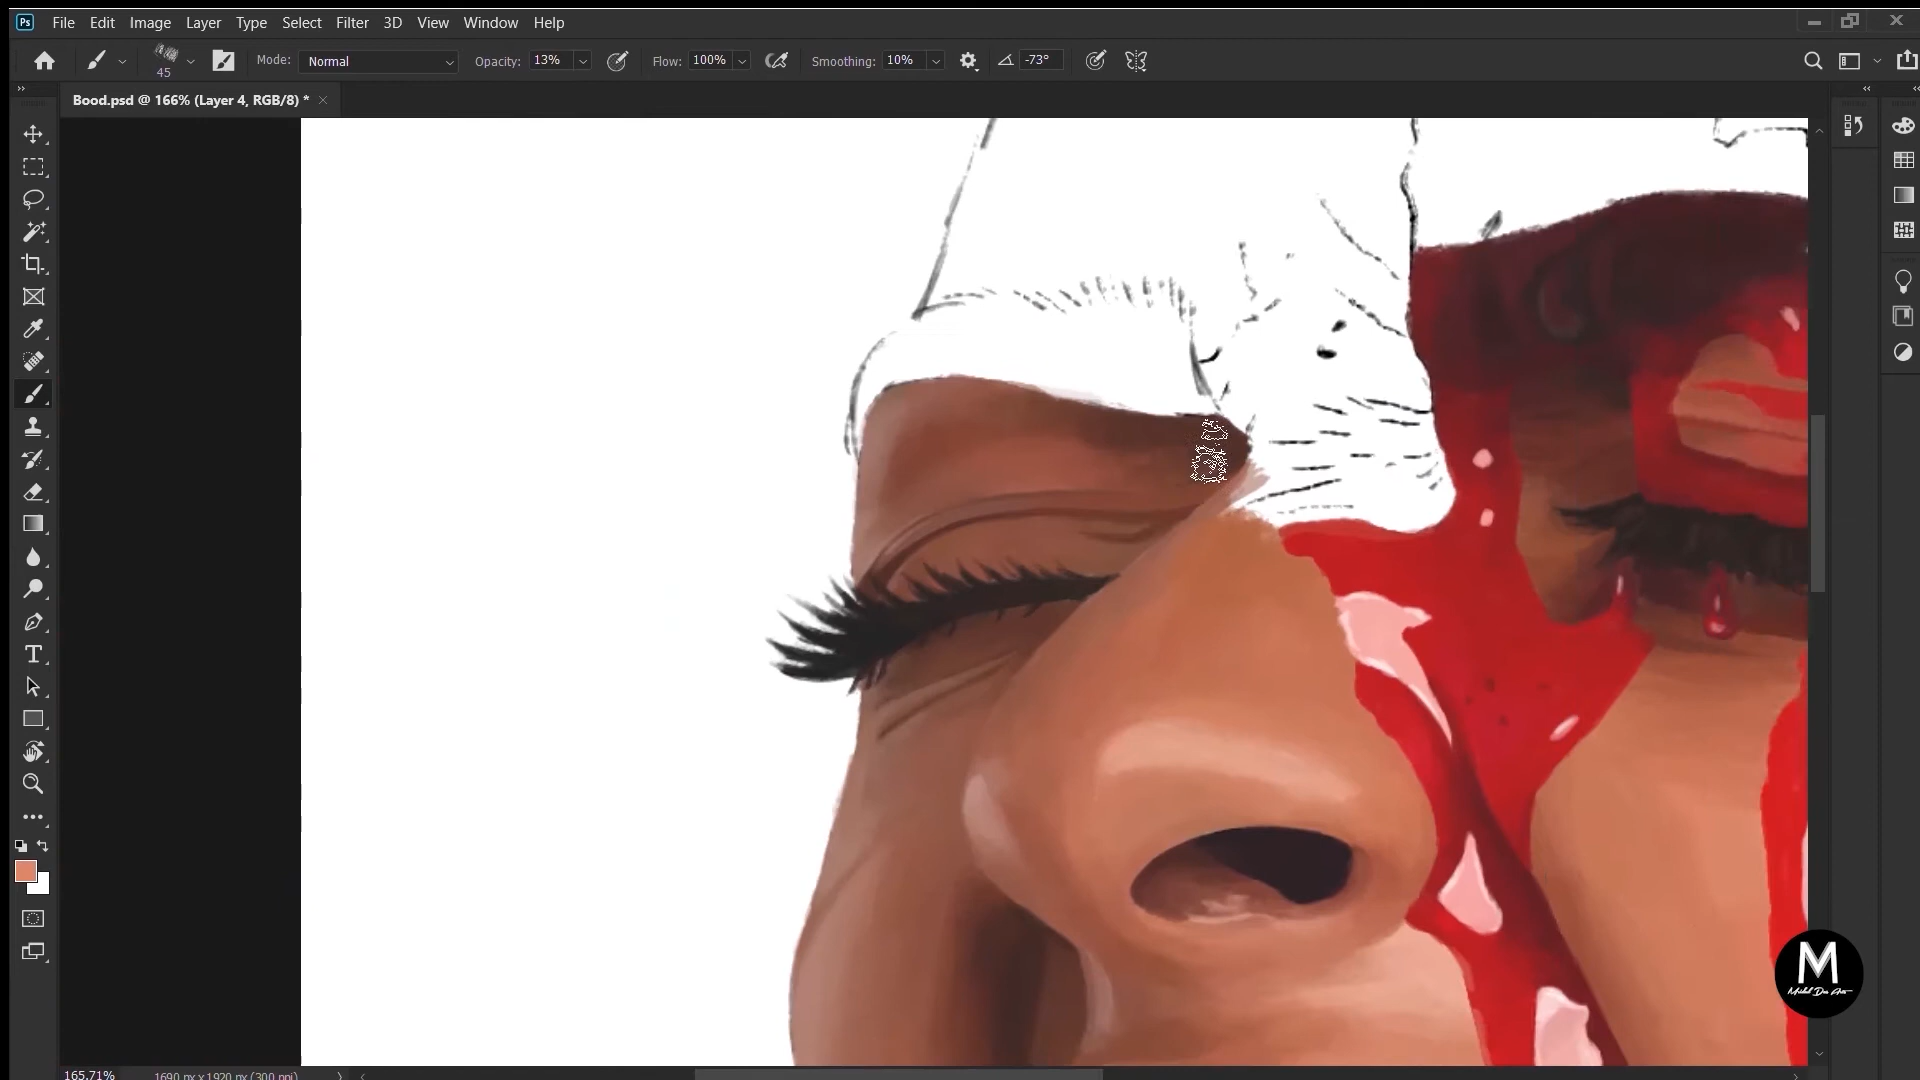 Ps File Edit Image Layer Type Select Filter 3D View Window Help
45 Mode: Normal Opacity: 13% Flow: 100% Smoothing: 10% -73°
Bood.psd @ 166% (Layer 4, RGB/8) *
M
165.71% 1690 px x 1920 px (300 ppi)